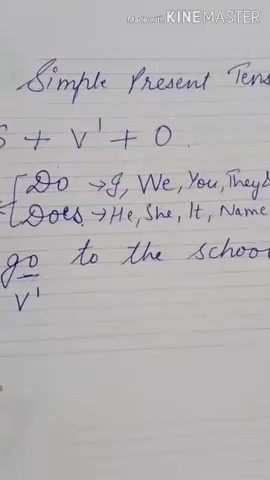 Made with KINEMASTER
Simple Present Tens
S + V¹ + O.
Do → I, We, You, They
Does → He, She, It, Name
go to the schoo
V¹